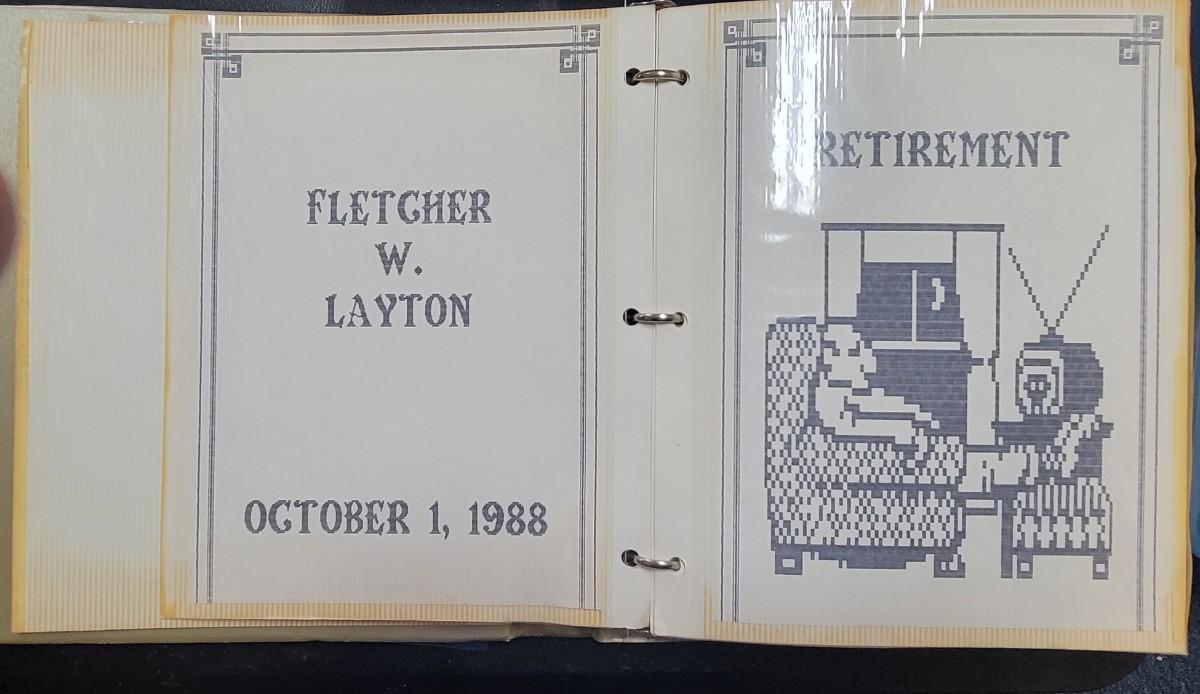 FLETCHER
W.
LAYTON
OCTOBER 1, 1988
RETIREMENT